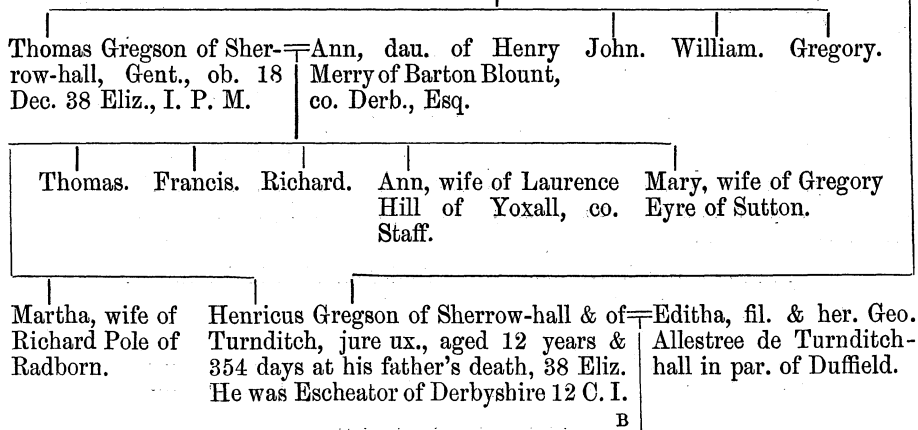 Thomas Gregson of Sher-
row-hall, Gent., ob. 18
Dec. 38 Eliz., I. P. M.
Ann, dau. of Henry
Merry of Barton Blount,
co. Derb., Esq.
John. William. Gregory.
Thomas. Francis. Richard.
Ann, wife of Laurence
Hill of Yoxall, co.
Staff.
Mary, wife of Gregory
Eyre of Sutton.
Martha, wife of
Richard Pole of
Radborn.
Henricus Gregson of Sherrow-hall & of
Turnditch, jure ux., aged 12 years &
354 days at his father's death, 38 Eliz.
He was Escheator of Derbyshire 12 C. I.
Editha, fil. & her. Geo.
Allestree de Turnditch-
hall in par. of Duffield.
B